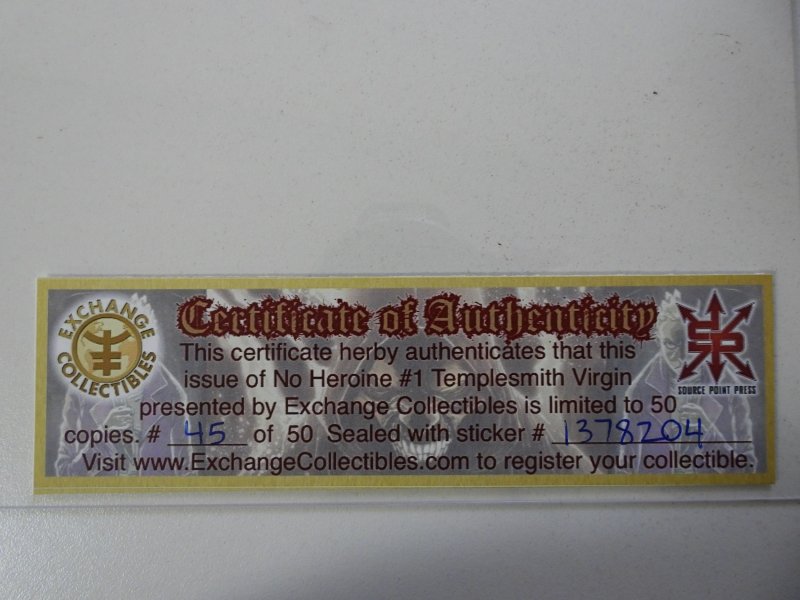 EXCHANGE COLLECTIBLES
Certificate of Authenticity
SP
SOURCE POINT PRESS
This certificate herby authenticates that this
issue of No Heroine #1 Templesmith Virgin
presented by Exchange Collectibles is limited to 50
copies. # 45 of 50 Sealed with sticker # 1378204
Visit www.ExchangeCollectibles.com to register your collectible.